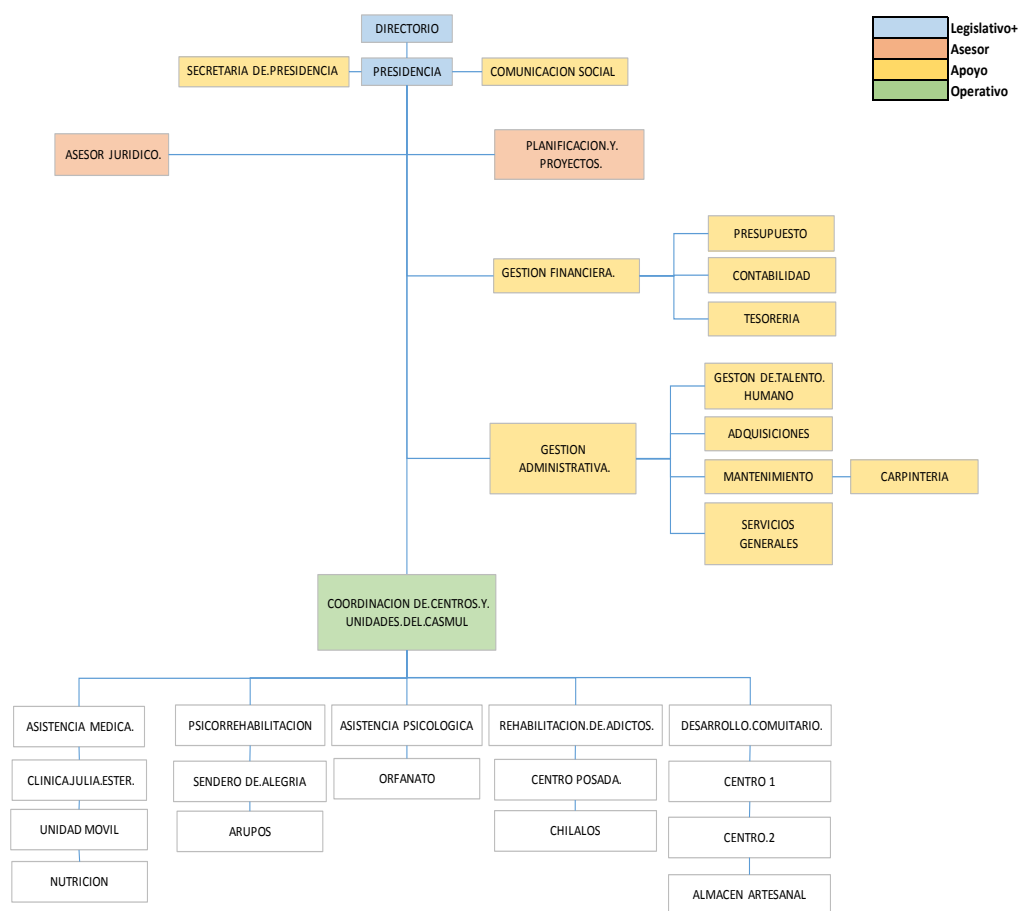 DIRECTORIO
Legislativo+
Asesor
Apoyo
Operativo
SECRETARIA DE.PRESIDENCIA
PRESIDENCIA
COMUNICACION SOCIAL
ASESOR JURIDICO.
PLANIFICACION.Y.
PROYECTOS.
PRESUPUESTO
GESTION FINANCIERA.
CONTABILIDAD
TESORERIA
GESTON DE.TALENTO.
HUMANO
ADQUISICIONES
GESTION
ADMINISTRATIVA.
MANTENIMIENTO
CARPINTERIA
SERVICIOS
GENERALES
COORDINACION DE.CENTROS.Y.
UNIDADES.DEL.CASMUL
ASISTENCIA MEDICA.
PSICORREHABILITACION
ASISTENCIA PSICOLOGICA
REHABILITACION.DE.ADICTOS.
DESARROLLO.COMUITARIO.
CLINICA.JULIA.ESTER.
SENDERO DE.ALEGRIA
ORFANATO
CENTRO POSADA.
CENTRO 1
UNIDAD MOVIL
ARUPOS
CHILALOS
CENTRO.2
NUTRICION
ALMACEN ARTESANAL